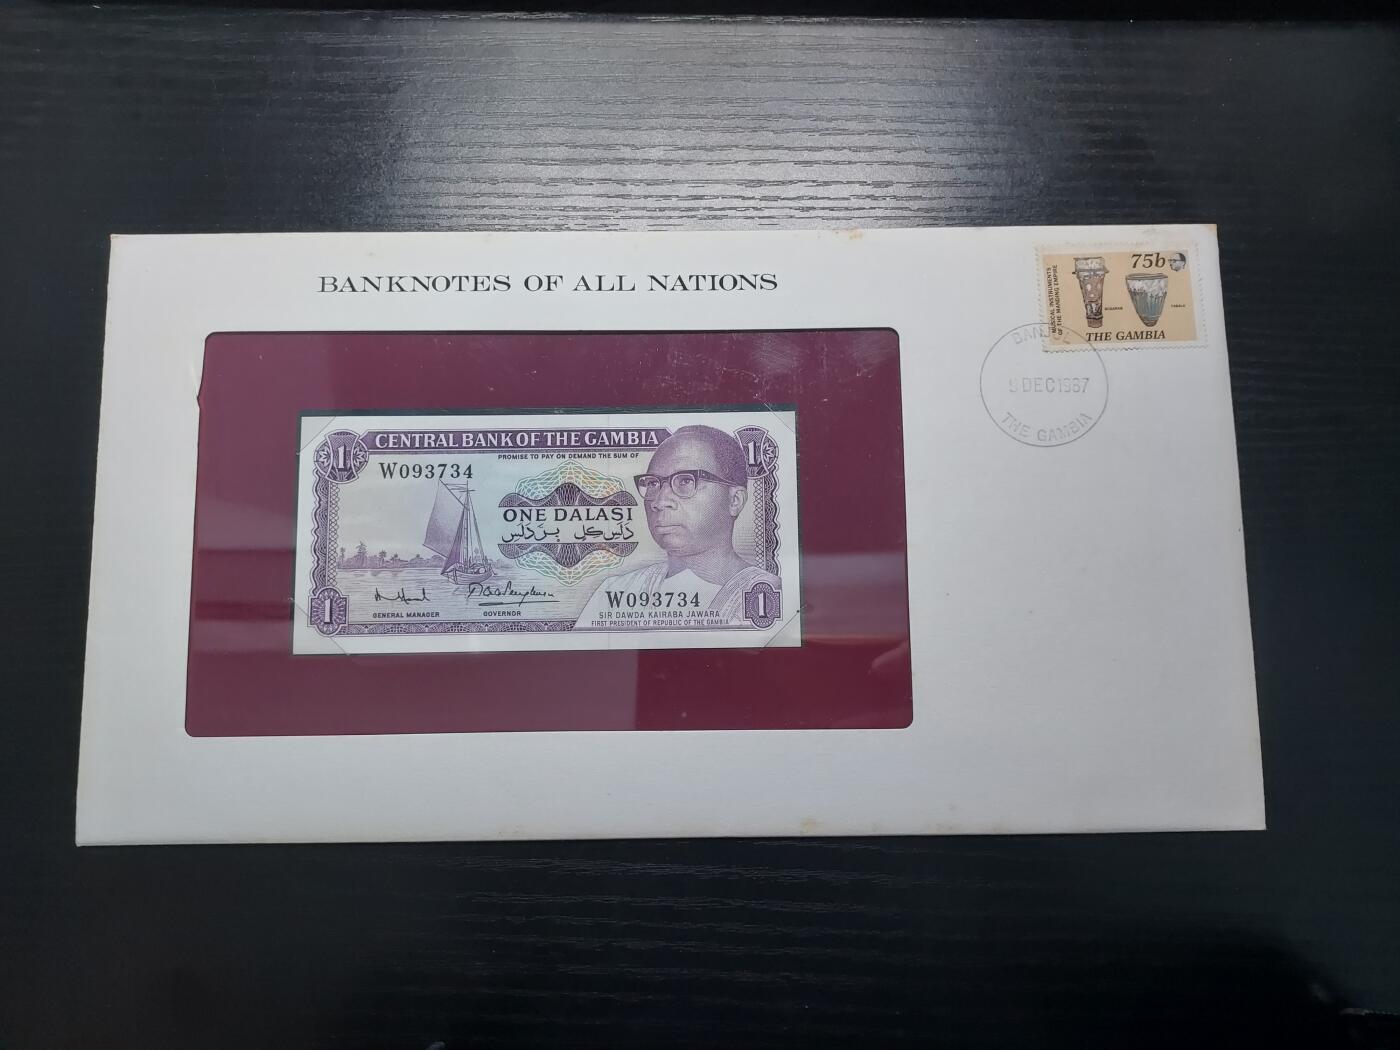 BANKNOTES OF ALL NATIONS
75b
MUSICAL INSTRUMENTS
OF THE MANDING EMPIRE
THE GAMBIA
BANJUL
9 DEC 1987
THE GAMBIA
1
CENTRAL BANK OF THE GAMBIA
1
PROMISE TO PAY ON DEMAND THE SUM OF
W093734
ONE DALASI
دَلَسِ كِلِ بِرَّ دَلَسْ
GENERAL MANAGER
GOVERNOR
W093734
SIR DAWDA KAIRABA JAWARA
FIRST PRESIDENT OF REPUBLIC OF THE GAMBIA
1
1